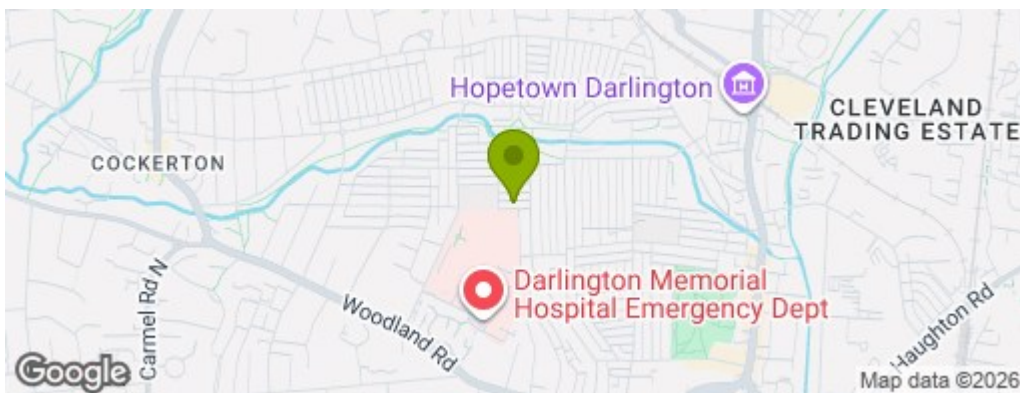 Hopetown Darlington
CLEVELAND
TRADING ESTATE
COCKERTON
Darlington Memorial
Hospital Emergency Dept
Woodland Rd
Carmel Rd N
Haughton Rd
Google
Map data ©2026